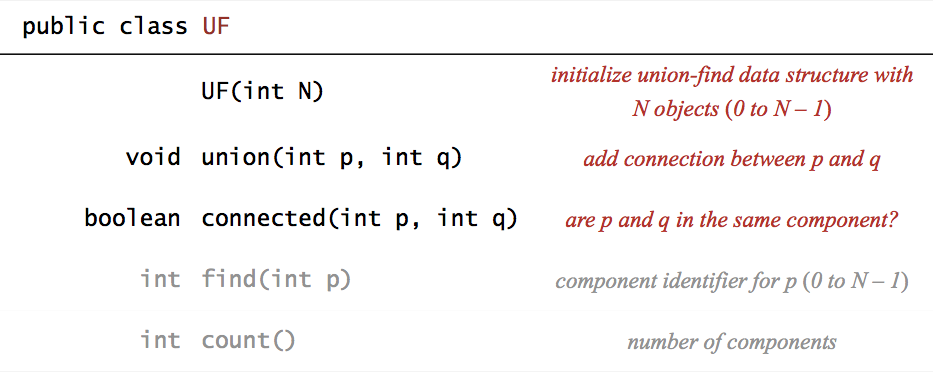 public class UF
UF(int N) initialize union-find data structure with
N objects (0 to N – 1)
void union(int p, int q) add connection between p and q
boolean connected(int p, int q) are p and q in the same component?
int find(int p) component identifier for p (0 to N – 1)
int count() number of components